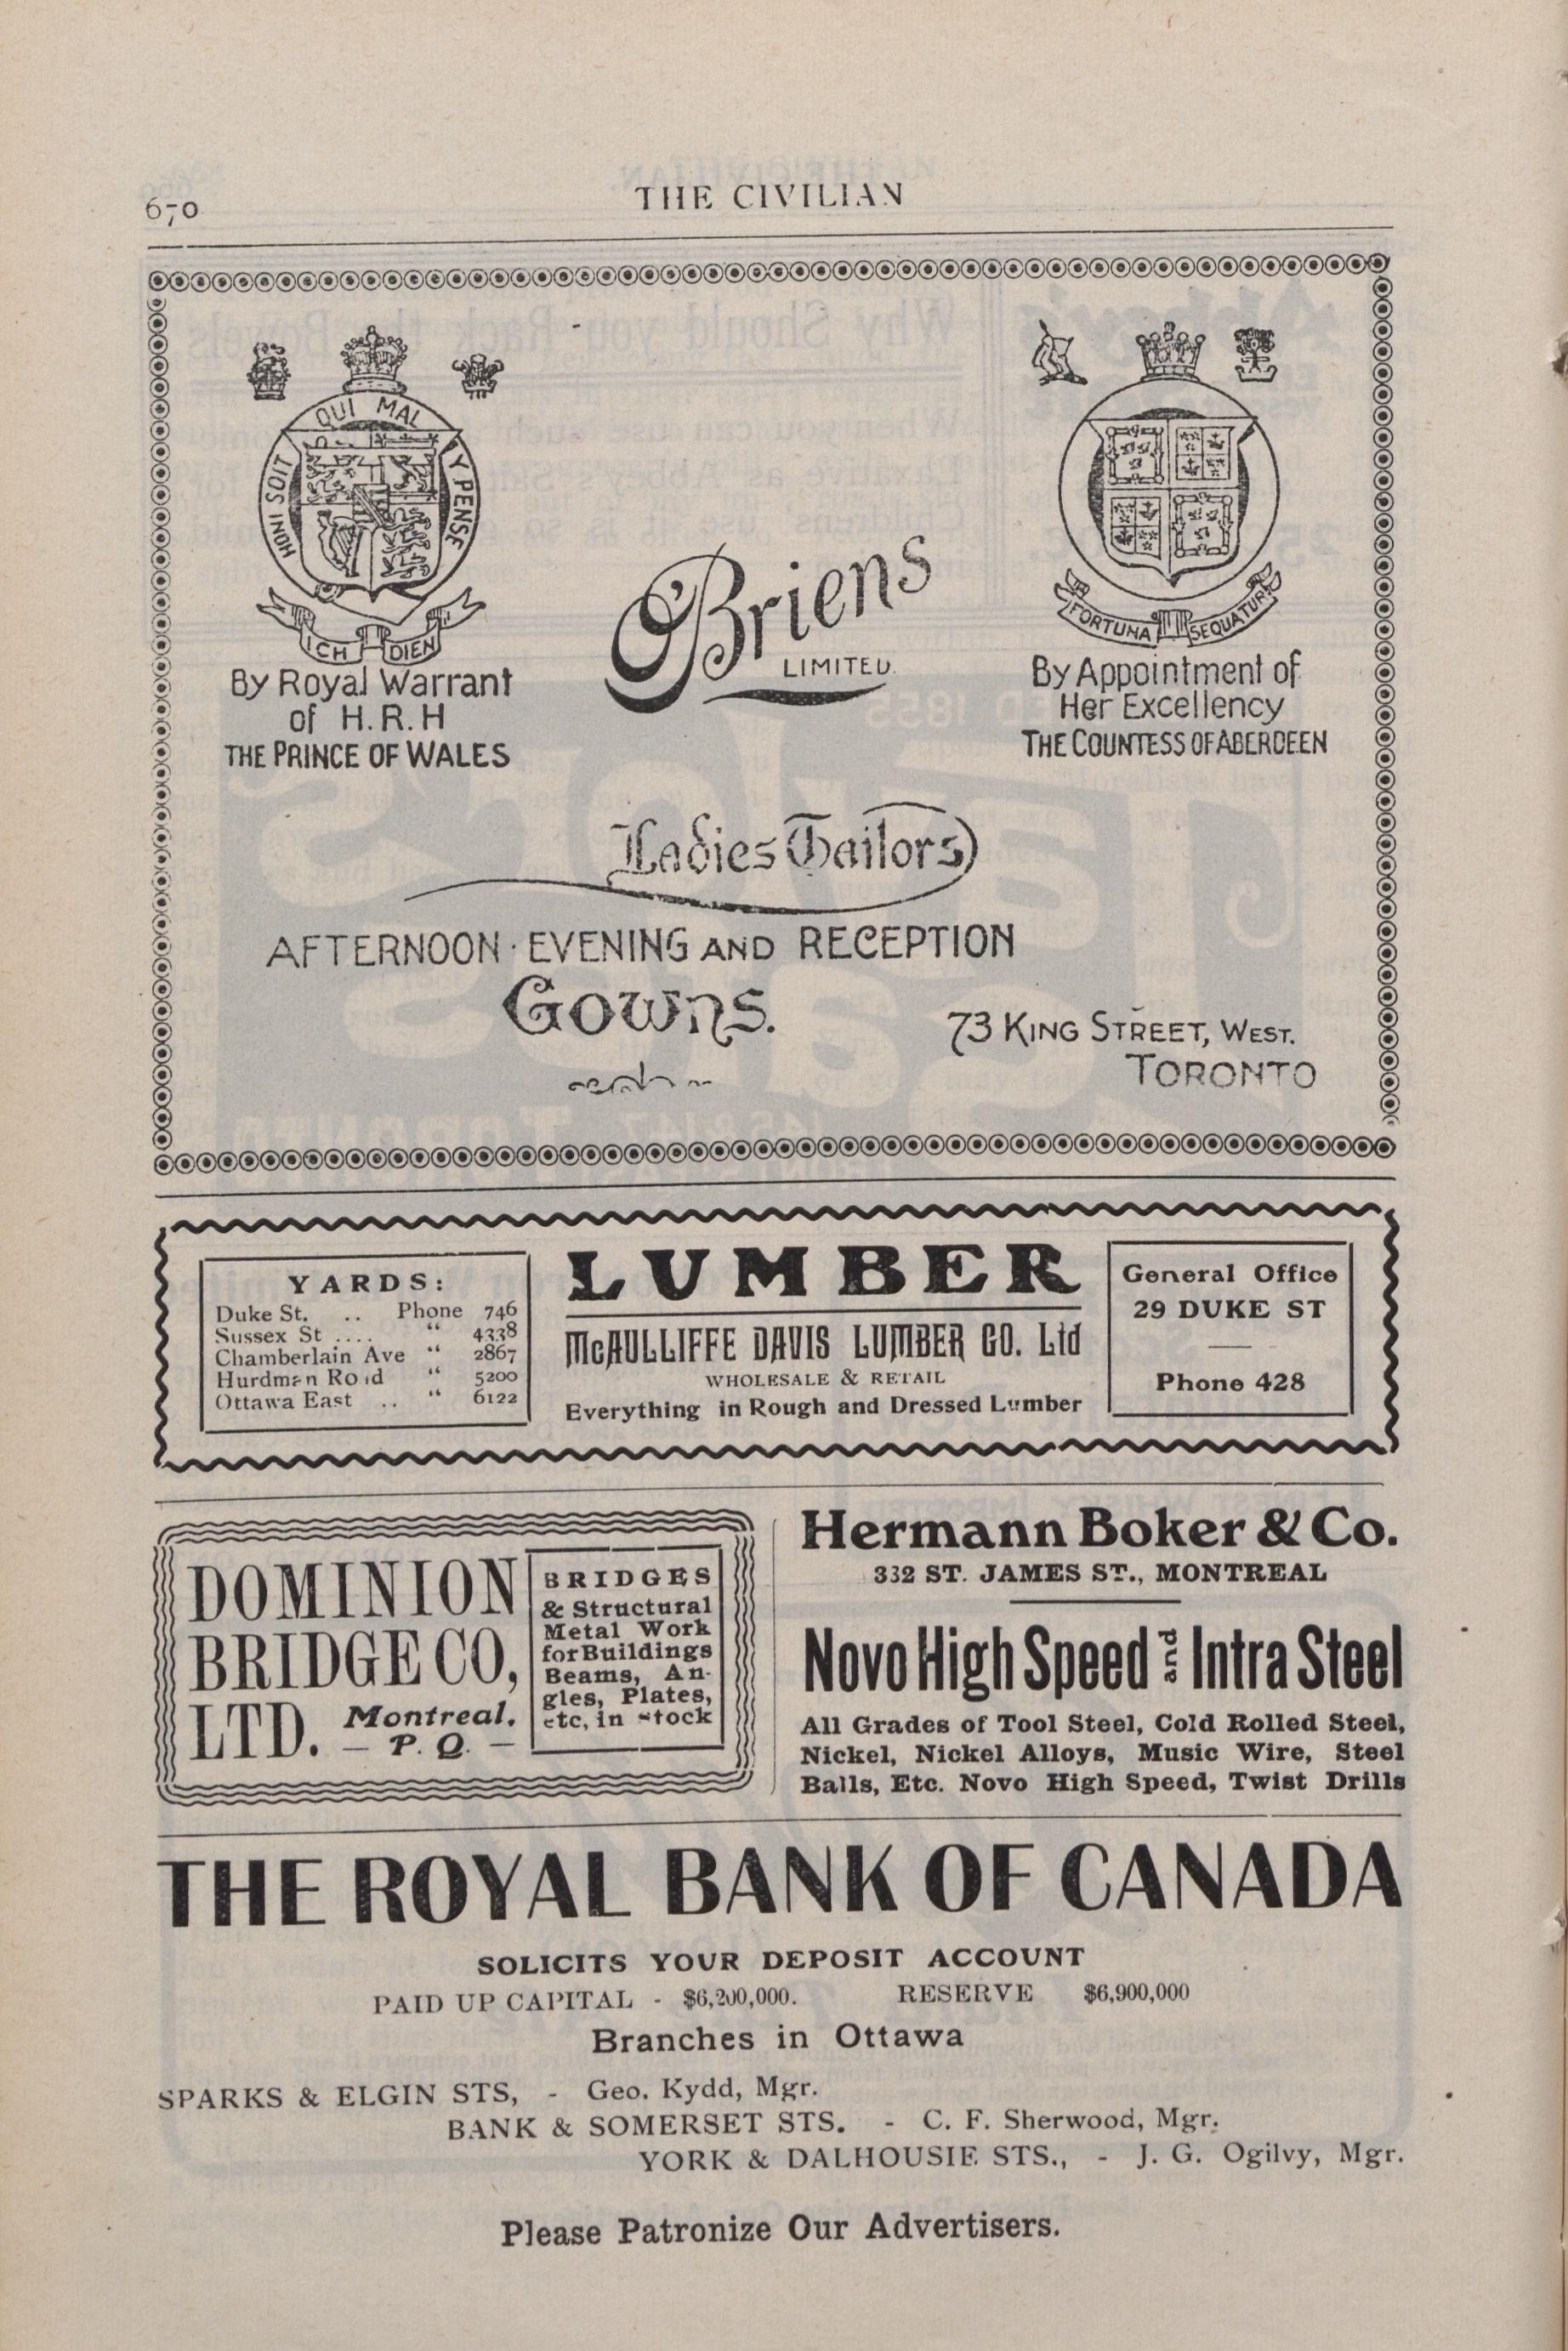 670
THE CIVILIAN
HONI SOIT QUI MAL Y PENSE
ICH DIEN
By Royal Warrant
of H.R.H
THE PRINCE OF WALES
O'Briens
LIMITED.
FORTUNA SEQUATUR
By Appointment of
Her Excellency
THE COUNTESS OF ABERDEEN
Ladies Tailors
AFTERNOON · EVENING AND RECEPTION
GOWNS.
73 KING STREET, WEST.
TORONTO
YARDS:
Duke St. .. Phone 746
Sussex St .... “ 4338
Chamberlain Ave “ 2867
Hurdman Road “ 5200
Ottawa East .. “ 6122
LUMBER
McAULLIFFE DAVIS LUMBER CO. Ltd
WHOLESALE & RETAIL
Everything in Rough and Dressed Lumber
General Office
29 DUKE ST
Phone 428
DOMINION
BRIDGE CO,
LTD. Montreal.
— P. Q. —
BRIDGES
& Structural
Metal Work
for Buildings
Beams, An-
gles, Plates,
etc, in stock
Hermann Boker & Co.
332 ST. JAMES ST., MONTREAL
Novo High Speed and Intra Steel
All Grades of Tool Steel, Cold Rolled Steel,
Nickel, Nickel Alloys, Music Wire, Steel
Balls, Etc. Novo High Speed, Twist Drills
THE ROYAL BANK OF CANADA
SOLICITS YOUR DEPOSIT ACCOUNT
PAID UP CAPITAL - $6,200,000. RESERVE $6,900,000
Branches in Ottawa
SPARKS & ELGIN STS, - Geo. Kydd, Mgr.
BANK & SOMERSET STS. - C. F. Sherwood, Mgr.
YORK & DALHOUSIE STS., - J. G. Ogilvy, Mgr.
Please Patronize Our Advertisers.